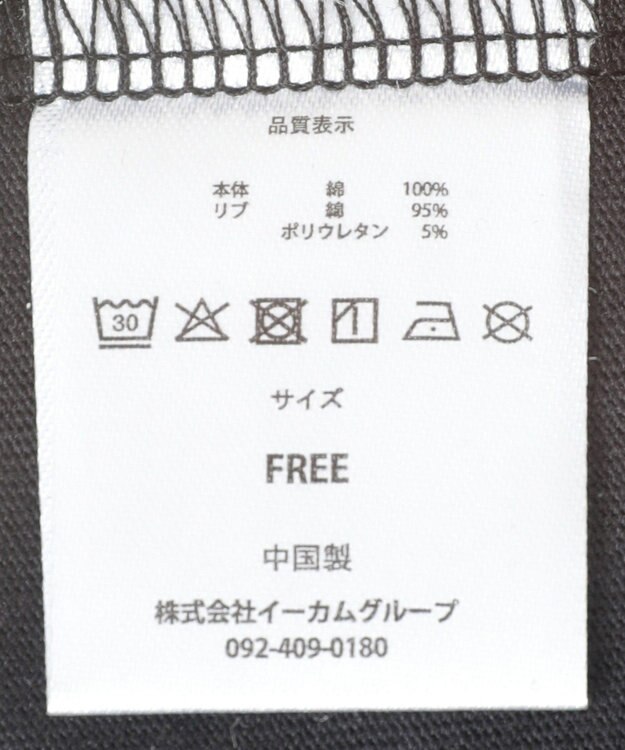 品質表示
本体 綿 100%
リブ 綿 95%
ポリウレタン 5%
30
サイズ
FREE
中国製
株式会社イーカムグループ
092-409-0180